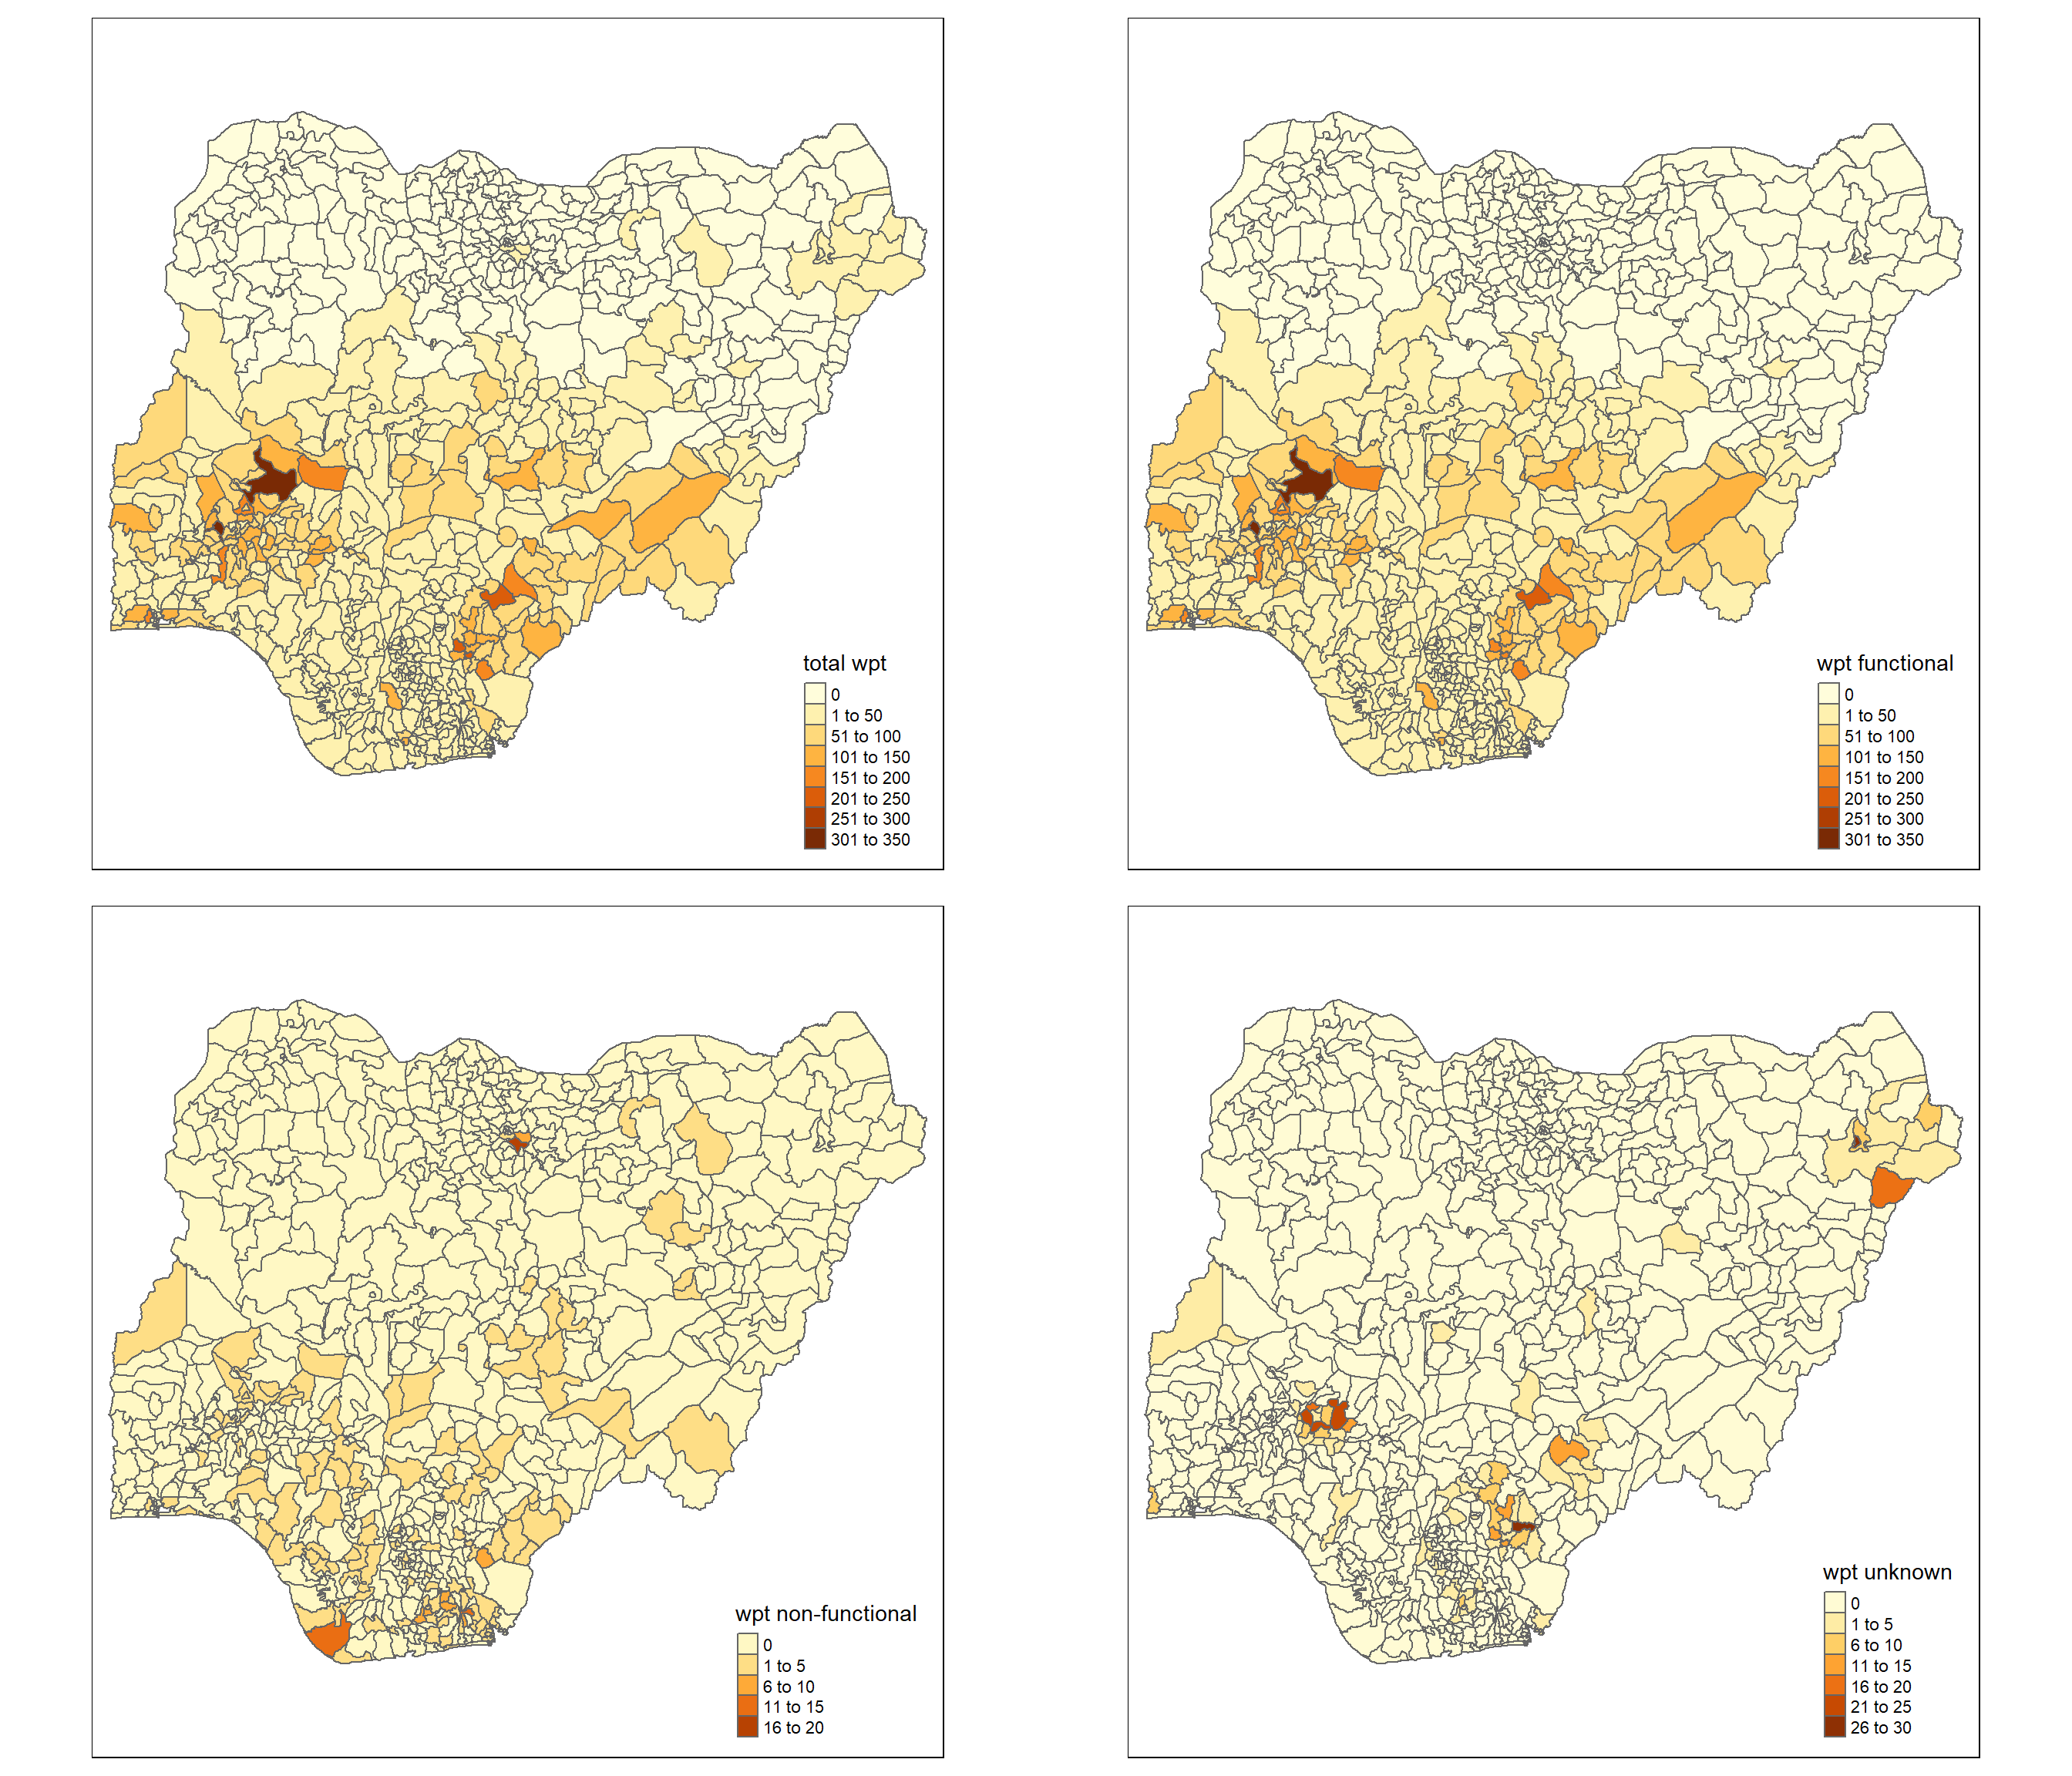 total wpt
0
1 to 50
51 to 100
101 to 150
151 to 200
201 to 250
251 to 300
301 to 350
wpt functional
0
1 to 50
51 to 100
101 to 150
151 to 200
201 to 250
251 to 300
301 to 350
wpt non-functional
0
1 to 5
6 to 10
11 to 15
16 to 20
wpt unknown
0
1 to 5
6 to 10
11 to 15
16 to 20
21 to 25
26 to 30